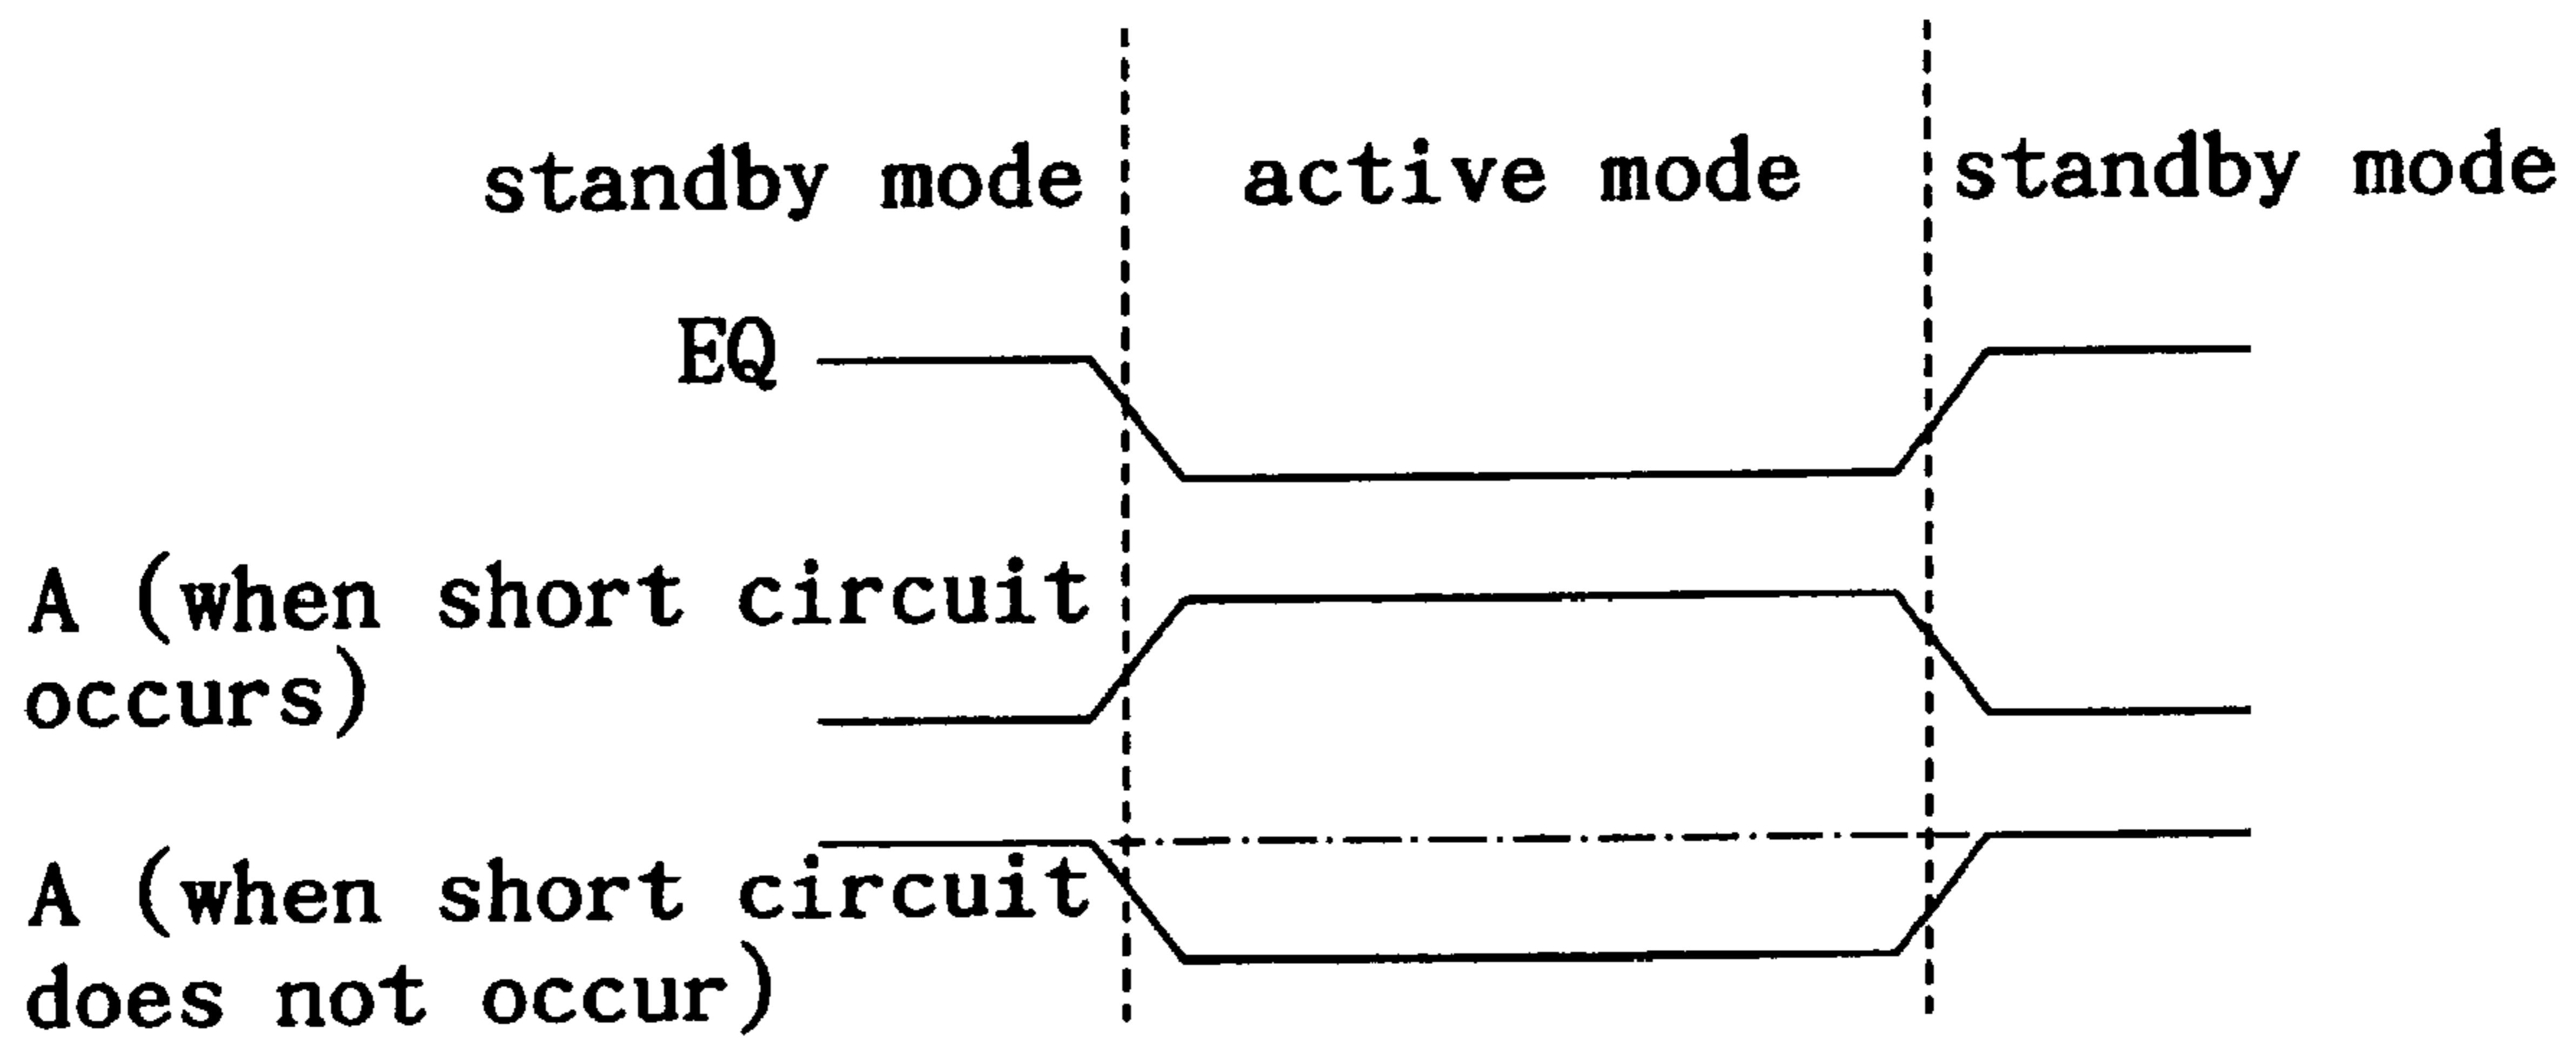 standby mode active mode standby mode
EQ
A (when short circuit
occurs)
A (when short circuit
does not occur)